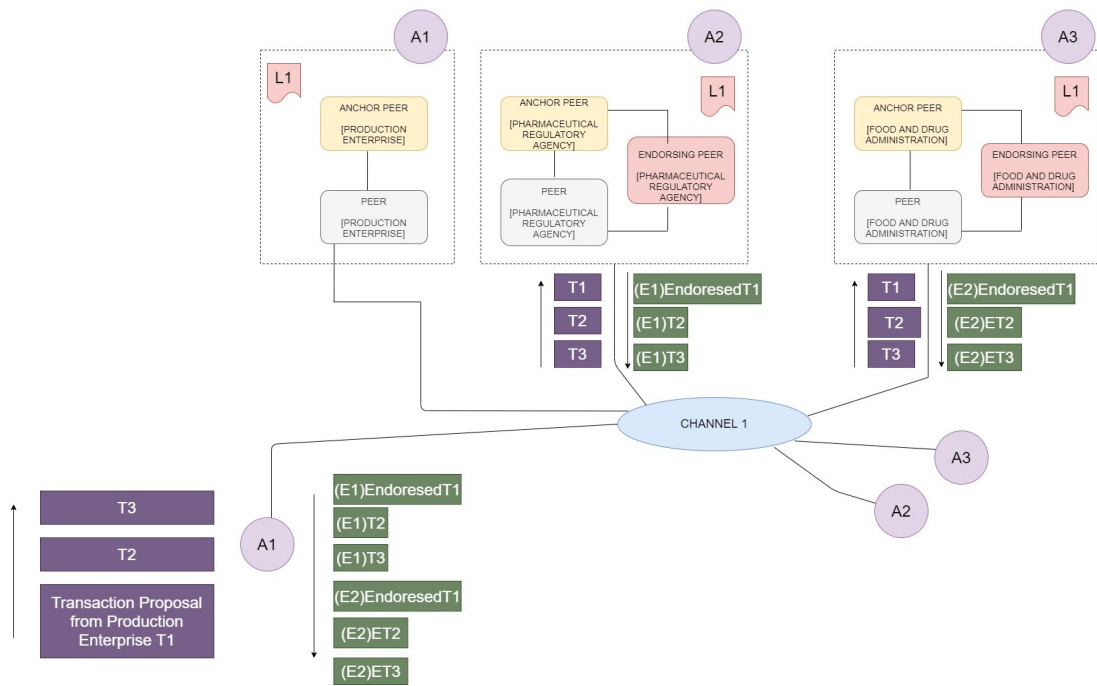 A1
A2
A3
L1
ANCHOR PEER
[PRODUCTION
ENTERPRISE]
PEER
[PRODUCTION
ENTERPRISE]
ANCHOR PEER
[PHARMACEUTICAL
REGULATORY
AGENCY]
L1
ENDORSING PEER
[PHARMACEUTICAL
REGULATORY
AGENCY]
PEER
[PHARMACEUTICAL
REGULATORY
AGENCY]
ANCHOR PEER
[FOOD AND DRUG
ADMINISTRATION]
L1
ENDORSING PEER
[FOOD AND DRUG
ADMINISTRATION]
PEER
[FOOD AND DRUG
ADMINISTRATION]
T1
T2
T3
(E1)EndoresedT1
(E1)T2
(E1)T3
T1
T2
T3
(E2)EndoresedT1
(E2)ET2
(E2)ET3
CHANNEL 1
A3
A2
A1
T3
T2
Transaction Proposal
from Production
Enterprise T1
(E1)EndoresedT1
(E1)T2
(E1)T3
(E2)EndoresedT1
(E2)ET2
(E2)ET3